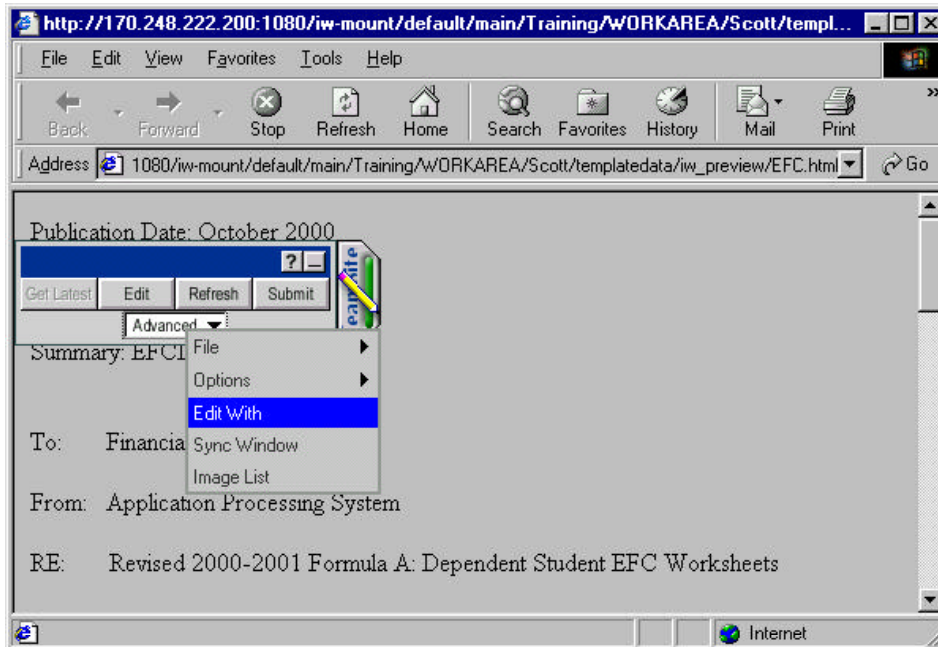 http://170.248.222.200:1080/iw-mount/default/main/Training/WORKAREA/Scott/templ...
File Edit View Favorites Tools Help
Back Forward Stop Refresh Home Search Favorites History Mail Print
Address 1080/iw-mount/default/main/Training/WORKAREA/Scott/templatedata/iw_preview/EFC.html Go
Publication Date: October 2000
?
Get Latest Edit Refresh Submit
Advanced
Summary: EFC
File
Options
Edit With
Sync Window
Image List
To: Financia
From: Application Processing System
RE: Revised 2000-2001 Formula A: Dependent Student EFC Worksheets
Internet